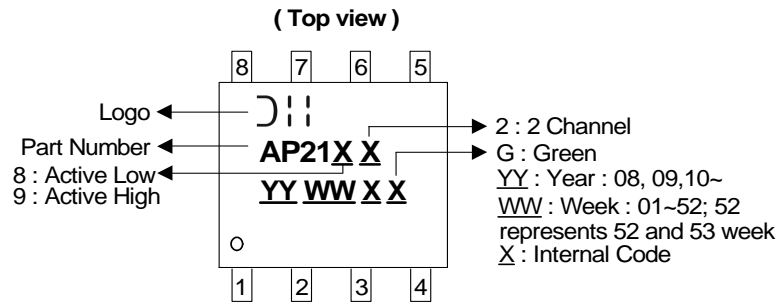 ( Top view )
8 7 6 5
Logo
Part Number
8 : Active Low
9 : Active High
AP21X X
YY WW X X
2 : 2 Channel
G : Green
YY : Year : 08, 09,10~
WW : Week : 01~52; 52
represents 52 and 53 week
X : Internal Code
1 2 3 4